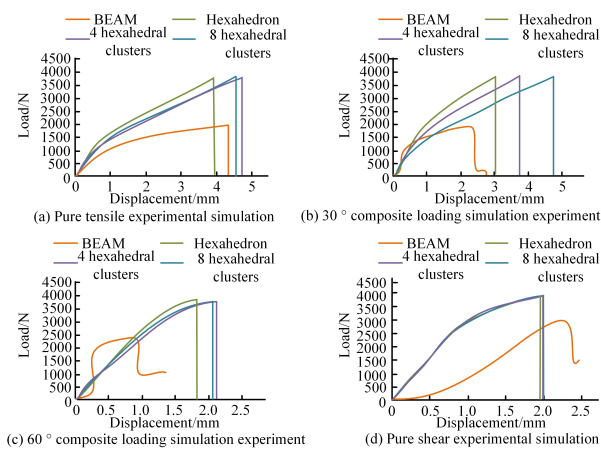 BEAM
Hexahedron
4 hexahedral clusters
8 hexahedral clusters
4500
4000
3500
3000
2500
2000
1500
1000
500
0
Load/N
0 1 2 3 4 5
Displacement/mm
(a) Pure tensile experimental simulation
BEAM
Hexahedron
4 hexahedral clusters
8 hexahedral clusters
4500
4000
3500
3000
2500
2000
1500
1000
500
0
Load/N
0 1 2 3 4 5
Displacement/mm
(b) 30 ° composite loading simulation experiment
BEAM
Hexahedron
4 hexahedral clusters
8 hexahedral clusters
4500
4000
3500
3000
2500
2000
1500
1000
500
0
Load/N
0 0.5 1.0 1.5 2.0 2.5
Displacement/mm
(c) 60 ° composite loading simulation experiment
BEAM
Hexahedron
4 hexahedral clusters
8 hexahedral clusters
4500
4000
3500
3000
2500
2000
1500
1000
500
0
Load/N
0 0.5 1.0 1.5 2.0 2.5
Displacement/mm
(d) Pure shear experimental simulation